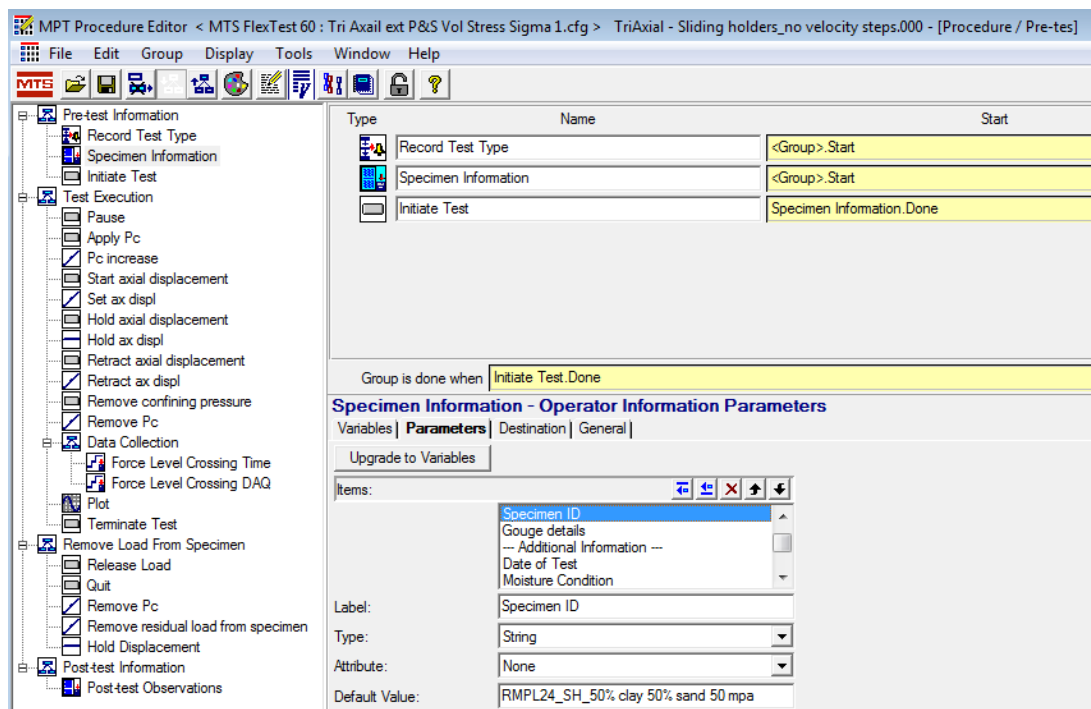 MPT Procedure Editor < MTS FlexTest 60 : Tri Axail ext P&S Vol Stress Sigma 1.cfg > TriAxial - Sliding holders_no velocity steps.000 - [Procedure / Pre-tes]
File Edit Group Display Tools Window Help
MTS
Pre-test Information
Record Test Type
Specimen Information
Initiate Test
Test Execution
Pause
Apply Pc
Pc increase
Start axial displacement
Set ax displ
Hold axial displacement
Hold ax displ
Retract axial displacement
Retract ax displ
Remove confining pressure
Remove Pc
Data Collection
Force Level Crossing Time
Force Level Crossing DAQ
Plot
Terminate Test
Remove Load From Specimen
Release Load
Quit
Remove Pc
Remove residual load from specimen
Hold Displacement
Post-test Information
Post-test Observations
Type Name Start
Record Test Type <Group>.Start
Specimen Information <Group>.Start
Initiate Test Specimen Information.Done
Group is done when Initiate Test.Done
Specimen Information - Operator Information Parameters
Variables Parameters Destination General
Upgrade to Variables
Items:
Specimen ID
Gouge details
--- Additional Information ---
Date of Test
Moisture Condition
Label: Specimen ID
Type: String
Attribute: None
Default Value: RMPL24_SH_50% clay 50% sand 50 mpa